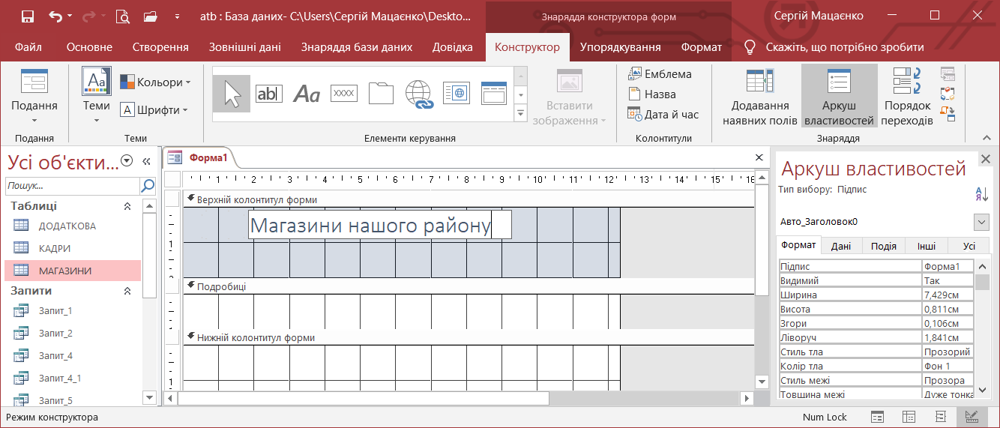 atb : База даних- C:\Users\Сергій Мацаєнко\Deskto... Знаряддя конструктора форм Сергій Мацаєнко
Файл Основне Створення Зовнішні дані Знаряддя бази даних Довідка Конструктор Упорядкування Формат Скажіть, що потрібно зробити
Подання
Подання
Теми
Кольори
Шрифти
Теми
ab
Aa
XXXX
Елементи керування
Вставити зображення
Емблема
Назва
Дата й час
Колонтитули
Додавання наявних полів
Аркуш властивостей
Порядок переходів
Знаряддя
Усі об'єкти...
Пошук...
Таблиці
ДОДАТКОВА
КАДРИ
МАГАЗИНИ
Запити
Запит_1
Запит_2
Запит_4
Запит_4_1
Запит_5
Форма1
1 2 3 4 5 6 7 8 9 10 11 12 13 14 15 16
Верхній колонтитул форми
Магазини нашого району
1
Подробиці
Нижній колонтитул форми
1
Аркуш властивостей
Тип вибору: Підпис
Авто_Заголовок0
Формат Дані Подія Інші Усі
Підпис Форма1
Видимий Так
Ширина 7,429см
Висота 0,811см
Згори 0,106см
Ліворуч 1,841см
Стиль тла Прозорий
Колір тла Фон 1
Стиль межі Прозора
Товщина межі Дуже тонка
Режим конструктора Num Lock